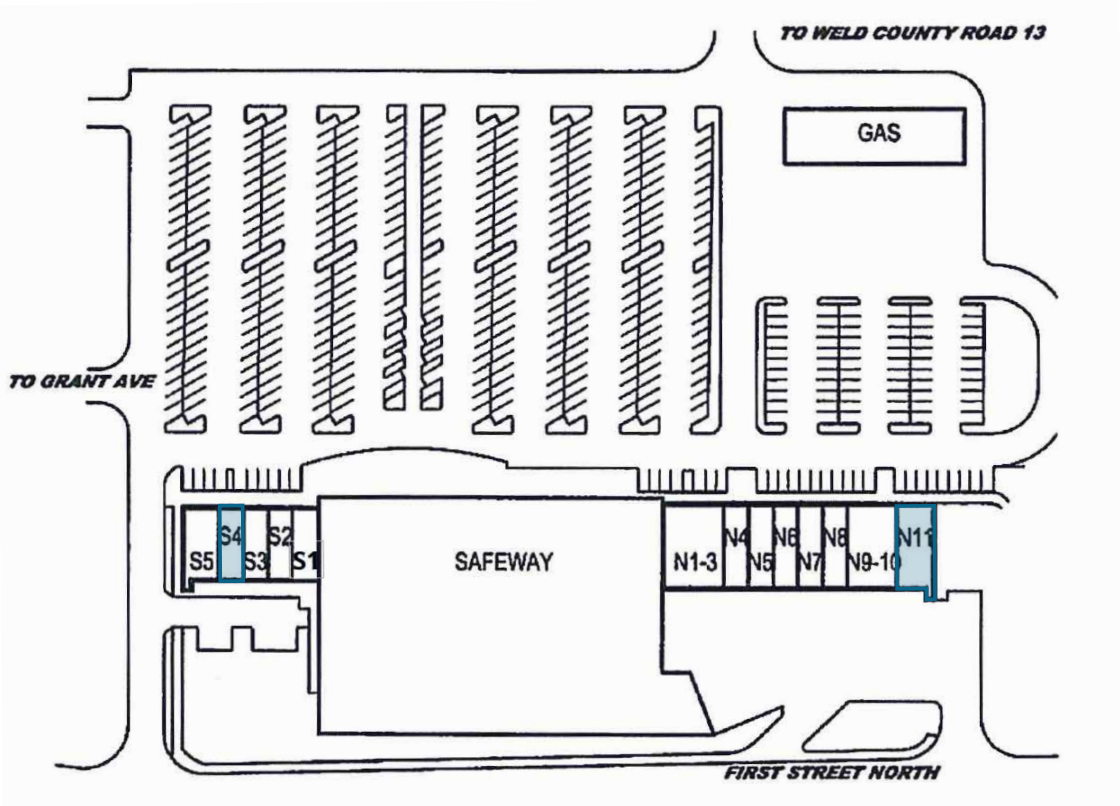 TO WELD COUNTY ROAD 13
GAS
TO GRANT AVE
S5
S4
S3
S2
S1
SAFEWAY
N1-3
N4
N5
N6
N7
N8
N9-10
N11
FIRST STREET NORTH